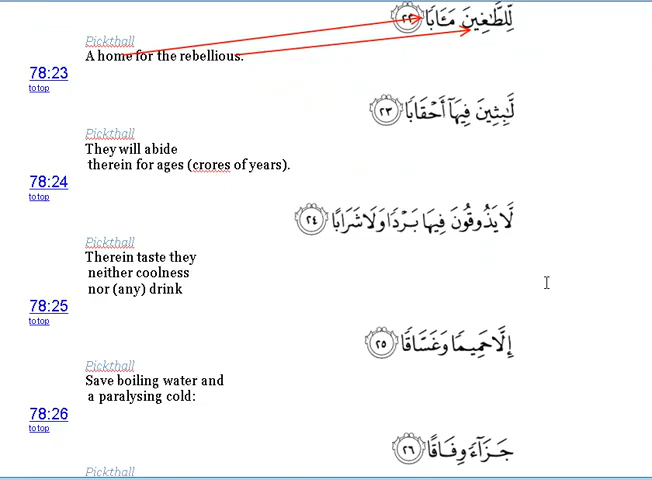 لِّلطَّٰغِينَ مَـَٔابًا ٢٢
Pickthall
A home for the rebellious.
78:23
to top
لَّٰبِثِينَ فِيهَآ أَحْقَابًا ٢٣
Pickthall
They will abide
therein for ages (crores of years).
78:24
to top
لَّا يَذُوقُونَ فِيهَا بَرْدًا وَلَا شَرَابًا ٢٤
Pickthall
Therein taste they
neither coolness
nor (any) drink
78:25
to top
إِلَّا حَمِيمًا وَغَسَّاقًا ٢٥
Pickthall
Save boiling water and
a paralysing cold:
78:26
to top
جَزَآءً وِفَاقًا ٢٦
Pickthall